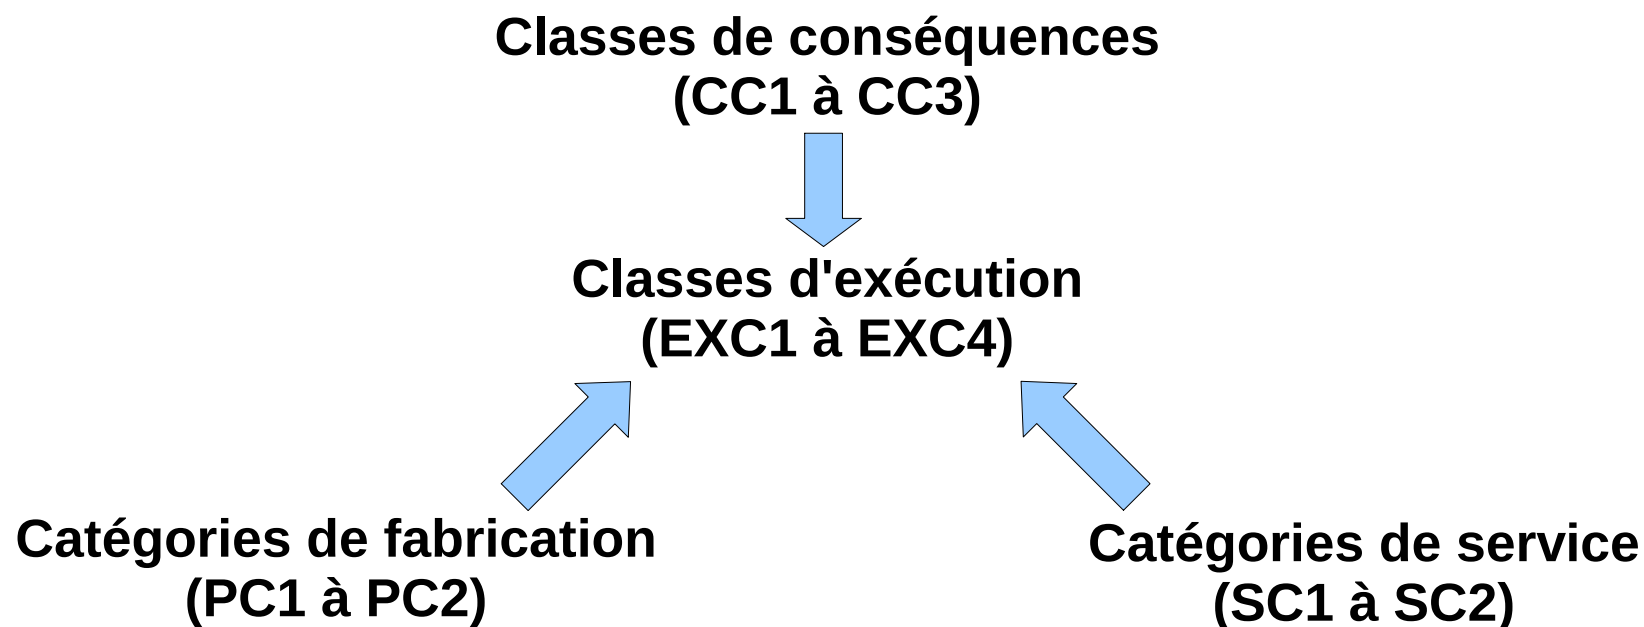 Classes de conséquences
(CC1 à CC3)
Classes d'exécution
(EXC1 à EXC4)
Catégories de fabrication
(PC1 à PC2)
Catégories de service
(SC1 à SC2)